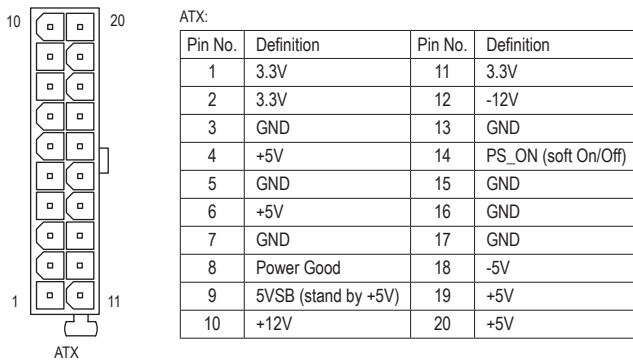 10 20
1 11
ATX
ATX:
Pin No. Definition Pin No. Definition
1 3.3V 11 3.3V
2 3.3V 12 -12V
3 GND 13 GND
4 +5V 14 PS_ON (soft On/Off)
5 GND 15 GND
6 +5V 16 GND
7 GND 17 GND
8 Power Good 18 -5V
9 5VSB (stand by +5V) 19 +5V
10 +12V 20 +5V